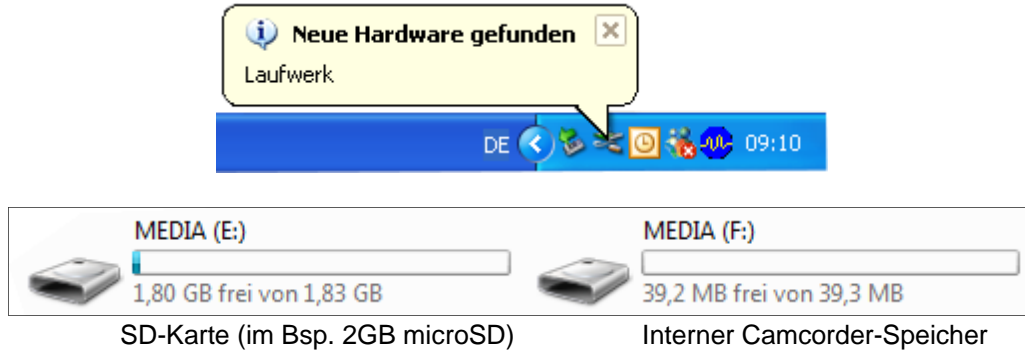 Neue Hardware gefunden
Laufwerk
DE 09:10
MEDIA (E:) MEDIA (F:)
1,80 GB frei von 1,83 GB 39,2 MB frei von 39,3 MB
SD-Karte (im Bsp. 2GB microSD) Interner Camcorder-Speicher